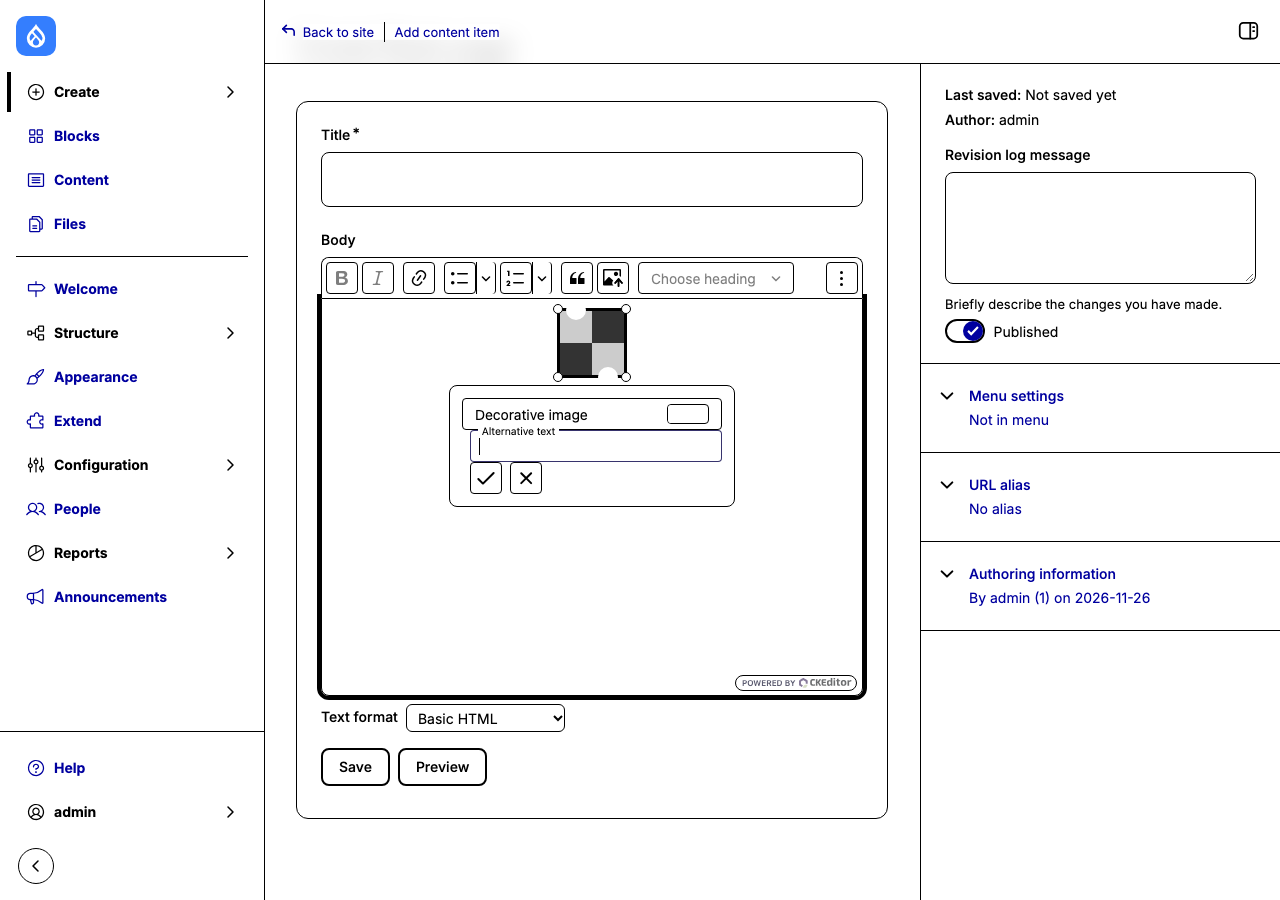 Back to site
Add content item
Create
Blocks
Content
Files
Welcome
Structure
Appearance
Extend
Configuration
People
Reports
Announcements
Help
admin
Title*
Body
B I
Choose heading
Decorative image
Alternative text
POWERED BY CKEditor
Text format
Basic HTML
Save
Preview
Last saved: Not saved yet
Author: admin
Revision log message
Briefly describe the changes you have made.
Published
Menu settings
Not in menu
URL alias
No alias
Authoring information
By admin (1) on 2026-11-26